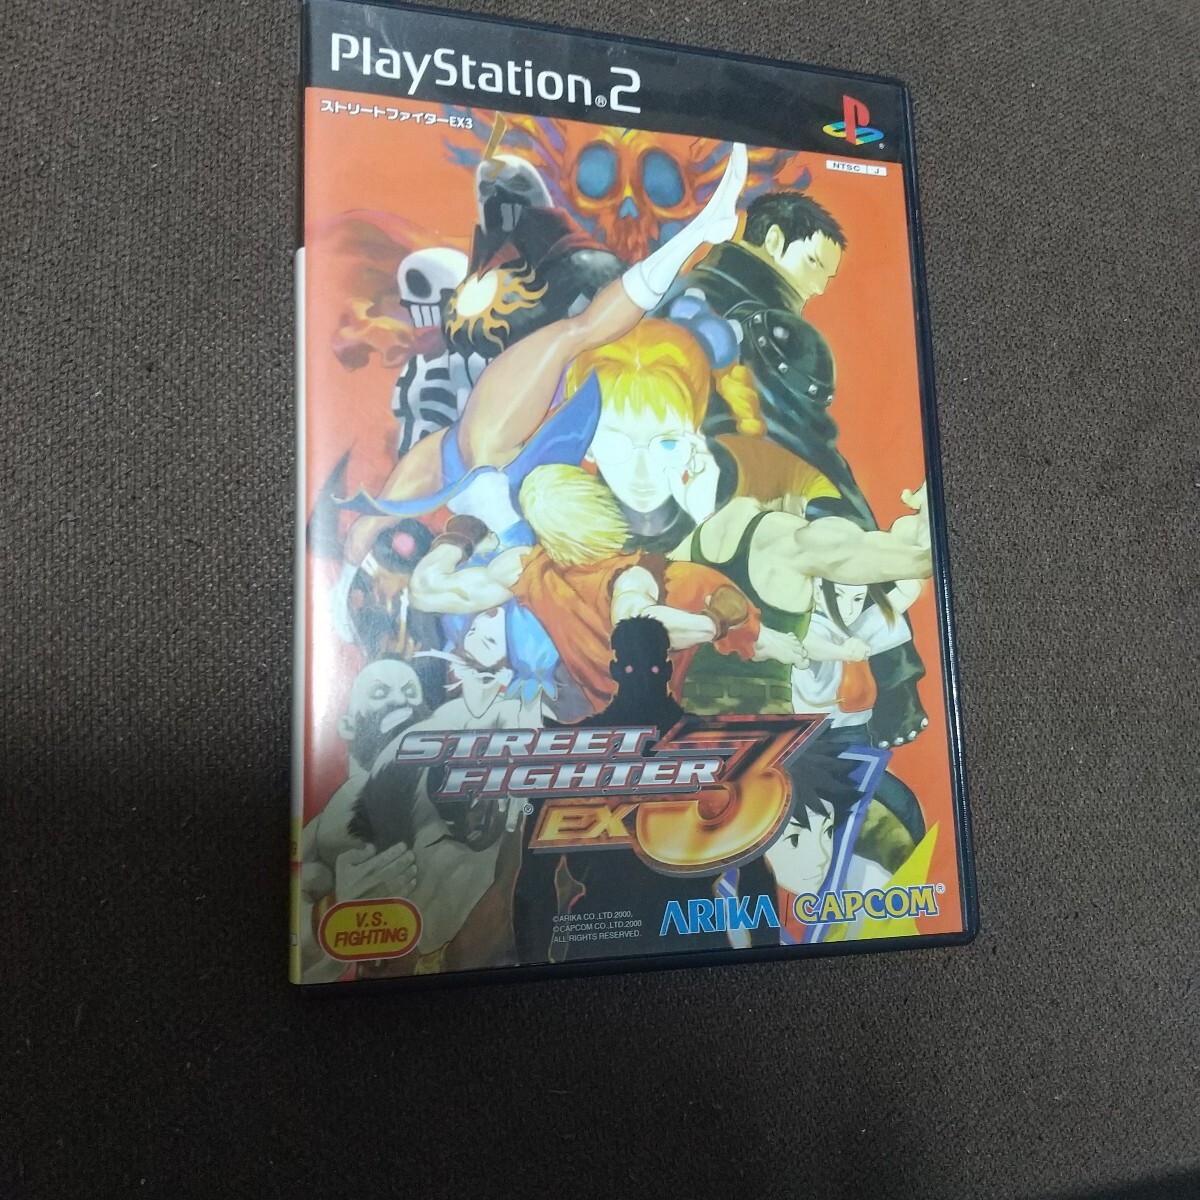 PlayStation®2
ストリートファイターEX3
NTSC J
STREET
FIGHTER
®
EX3
V.S.
FIGHTING
©ARIKA CO.,LTD.2000,
©CAPCOM CO.,LTD.2000
ALL RIGHTS RESERVED.
ARIKA CAPCOM®